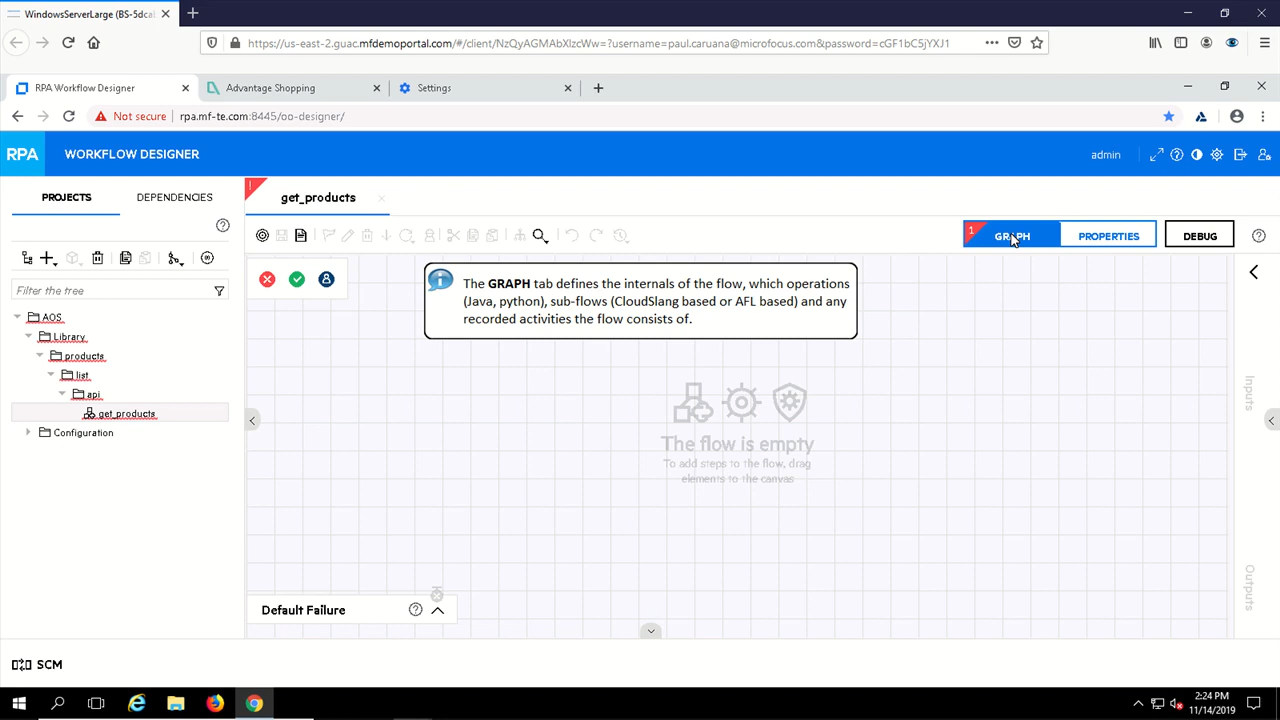 WindowsServerLarge (BS-5dca
https://us-east-2.guac.mfdemoportal.com/#/client/NzQyAGMAbXlzcWw=?username=paul.caruana@microfocus.com&password=cGF1bC5jYXJ1
RPA Workflow Designer
Advantage Shopping
Settings
Not secure
rpa.mf-te.com:8445/oo-designer/
RPA
WORKFLOW DESIGNER
admin
PROJECTS
DEPENDENCIES
get_products
1
GRAPH
PROPERTIES
DEBUG
Filter the tree
AOS
Library
products
list
api
get_products
Configuration
The GRAPH tab defines the internals of the flow, which operations
(Java, python), sub-flows (CloudSlang based or AFL based) and any
recorded activities the flow consists of.
The flow is empty
To add steps to the flow, drag
elements to the canvas
Inputs
Outputs
Default Failure
SCM
2:24 PM
11/14/2019